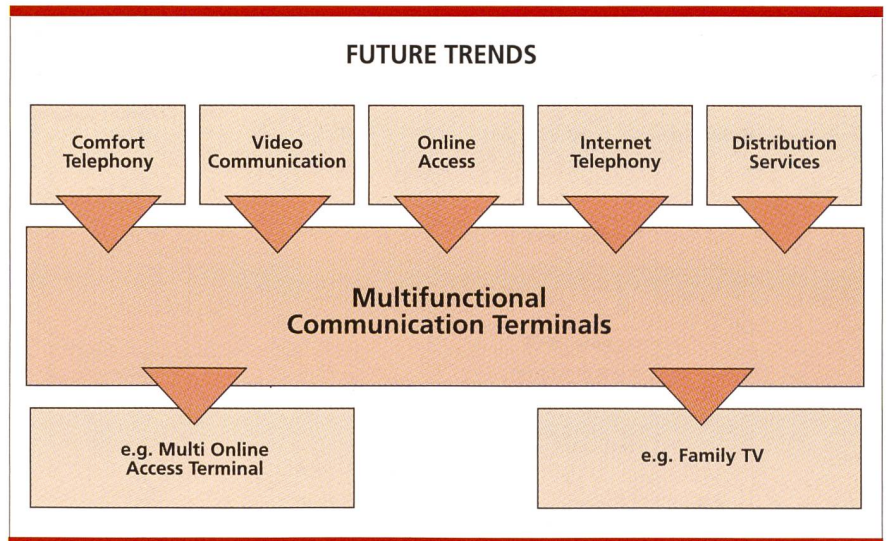 FUTURE TRENDS
Comfort
Telephony
Video
Communication
Online
Access
Internet
Telephony
Distribution
Services
Multifunctional
Communication Terminals
e.g. Multi Online
Access Terminal
e.g. Family TV